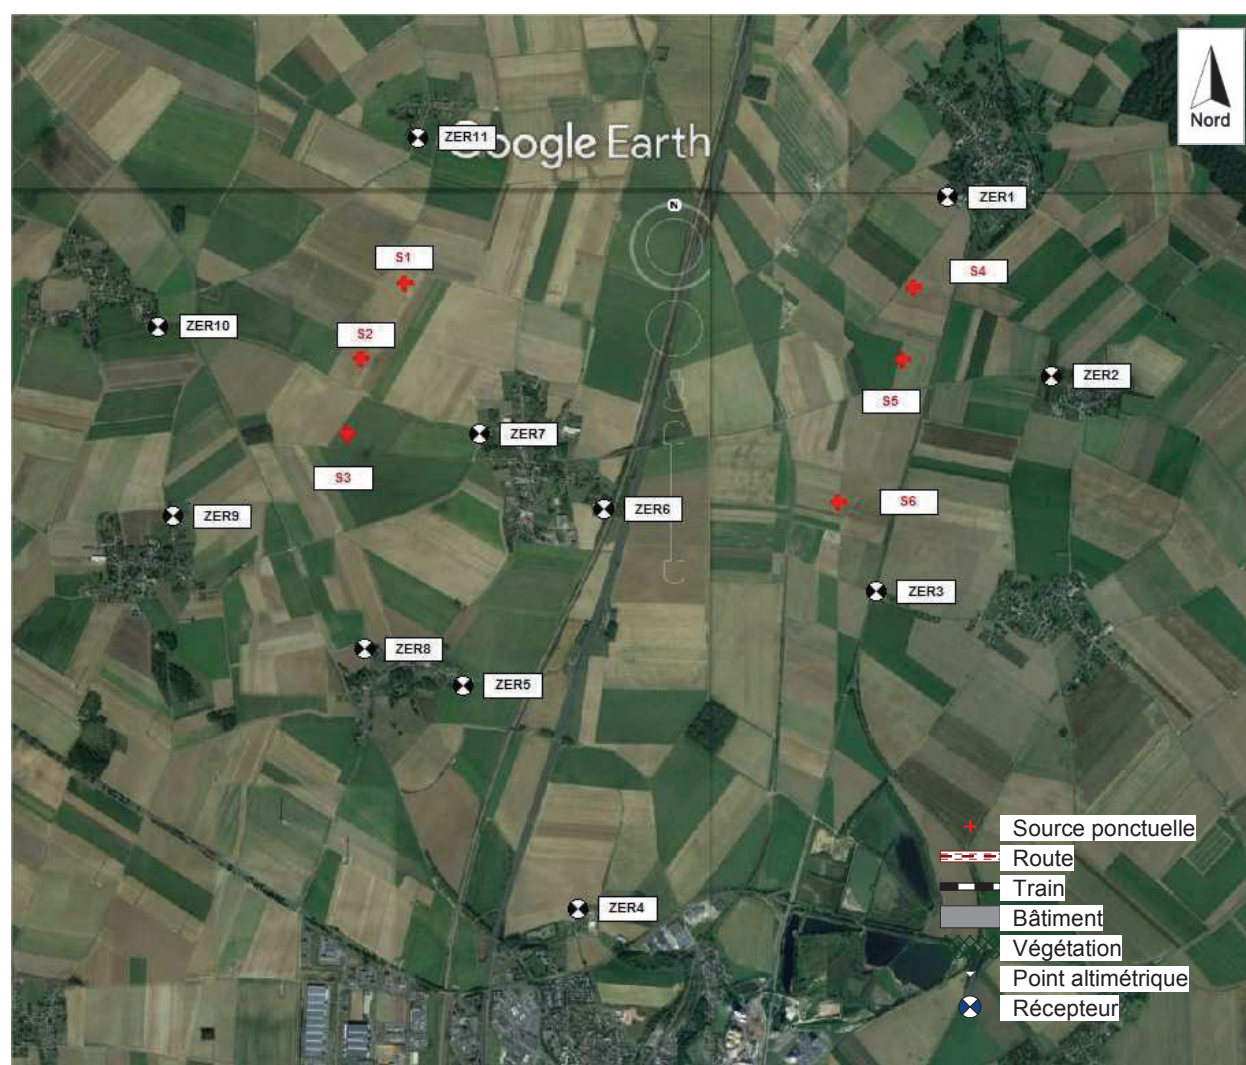 Nord
ZER11
Google Earth
ZER1
N
S1
S4
ZER10
S2
ZER2
S5
ZER7
S3
S6
ZER6
ZER9
ZER3
ZER8
ZER5
ZER4
Source ponctuelle
Route
Train
Bâtiment
Végétation
Point altimétrique
Récepteur